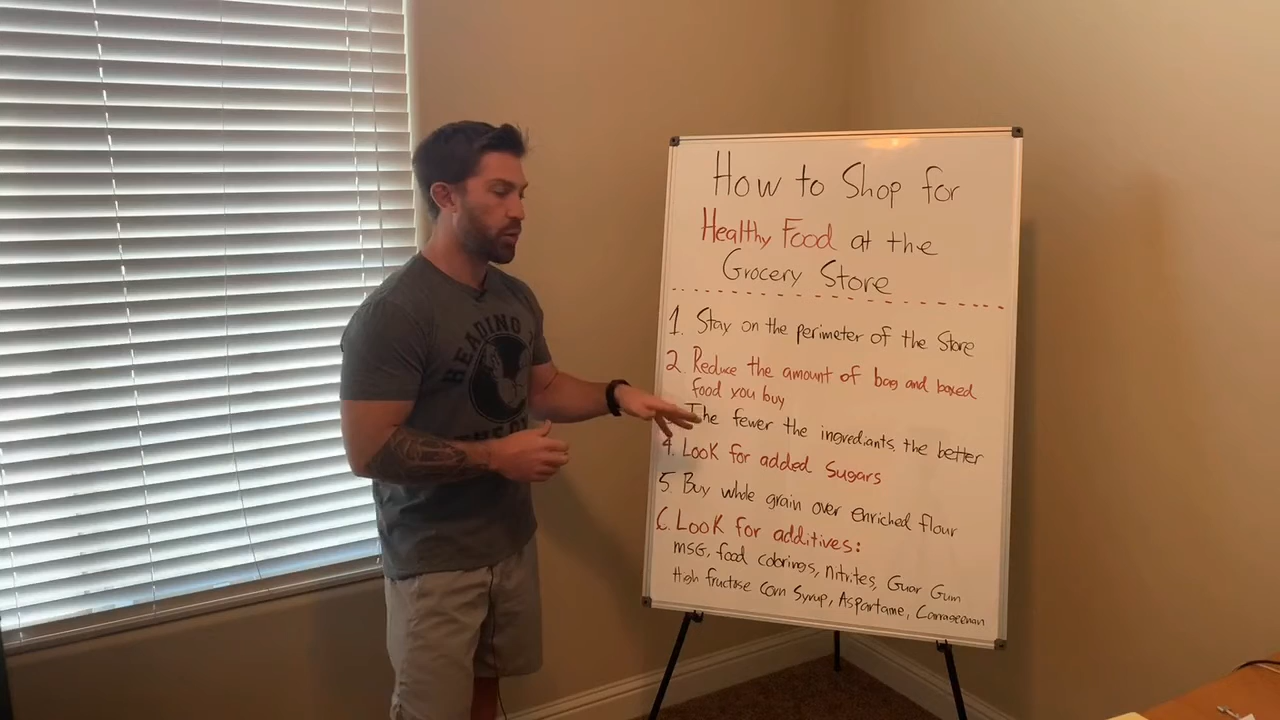 How to Shop for
Healthy Food at the
Grocery Store
1. Stay on the perimeter of the Store
2. Reduce the amount of bag and boxed
food you buy
The fewer the ingrediants, the better
4. Look for added Sugars
5. Buy whole grain over enriched flour
6. Look for additives:
MSG, food colorings, nitrites, Guar Gum
High fructose Corn Syrup, Aspartame, Carrageenan
READING